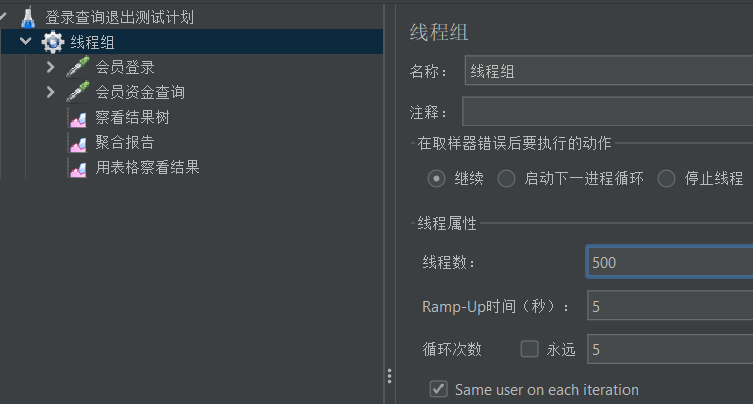 登录查询退出测试计划
线程组
会员登录
会员资金查询
察看结果树
聚合报告
用表格察看结果
线程组
名称： 线程组
注释：
在取样器错误后要执行的动作
继续 启动下一进程循环 停止线程
线程属性
线程数： 500
Ramp-Up时间（秒）： 5
循环次数 永远 5
Same user on each iteration